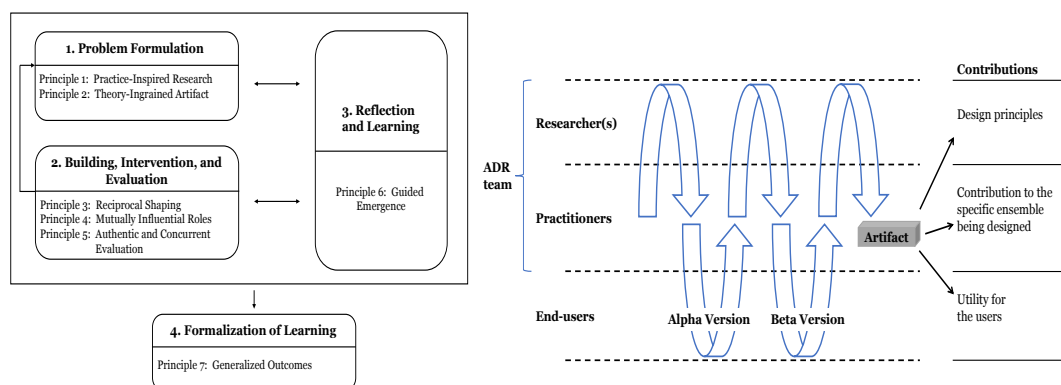 1. Problem Formulation
Principle 1: Practice-Inspired Research
Principle 2: Theory-Ingrained Artifact
2. Building, Intervention, and
Evaluation
Principle 3: Reciprocal Shaping
Principle 4: Mutually Influential Roles
Principle 5: Authentic and Concurrent
Evaluation
3. Reflection
and Learning
Principle 6: Guided
Emergence
4. Formalization of Learning
Principle 7: Generalized Outcomes
ADR
team
Researcher(s)
Practitioners
End-users
Alpha Version
Beta Version
Artifact
Contributions
Design principles
Contribution to the
specific ensemble
being designed
Utility for
the users